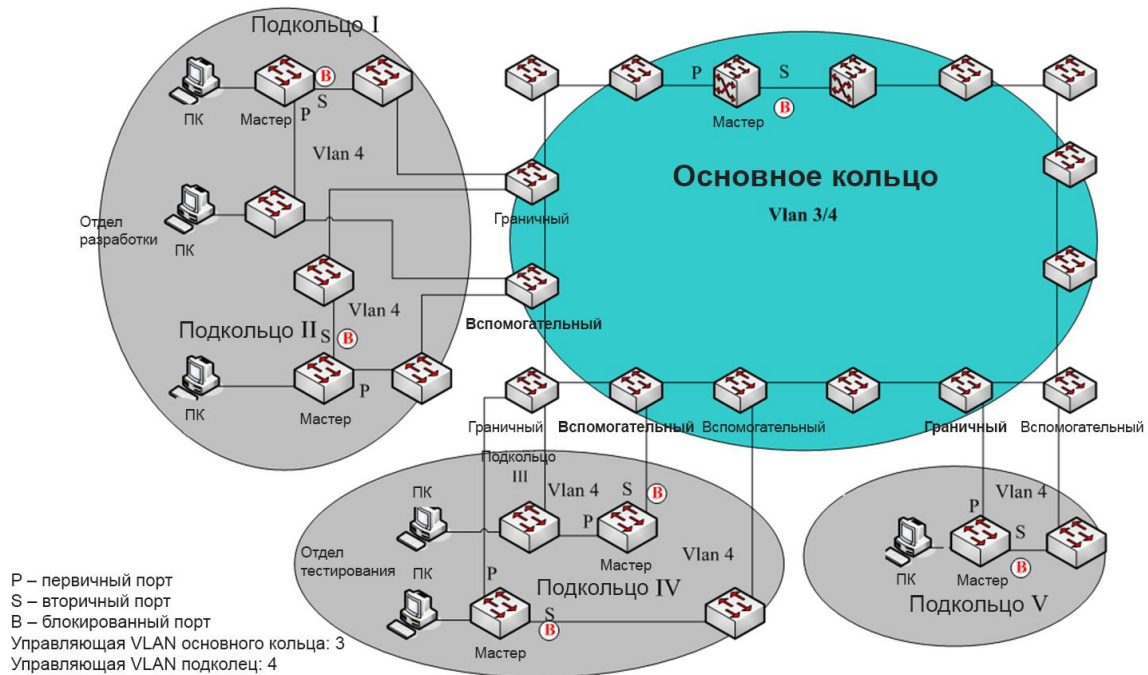 Подкольцо I
В
S
P
ПК
Мастер
Vlan 4
Отдел
разработки
ПК
Vlan 4
Подкольцо II
S
В
P
ПК
Мастер
P
S
В
Мастер
Основное кольцо
Vlan 3/4
Граничный
Вспомогательный
Граничный
Вспомогательный
Вспомогательный
Граничный
Вспомогательный
Подкольцо
III
ПК
Vlan 4
S
В
P
Мастер
Отдел
тестирования
ПК
P
Vlan 4
Подкольцо IV
S
В
Мастер
Vlan 4
P
S
В
ПК
Мастер
Подкольцо V
P – первичный порт
S – вторичный порт
В – блокированный порт
Управляющая VLAN основного кольца: 3
Управляющая VLAN подколец: 4